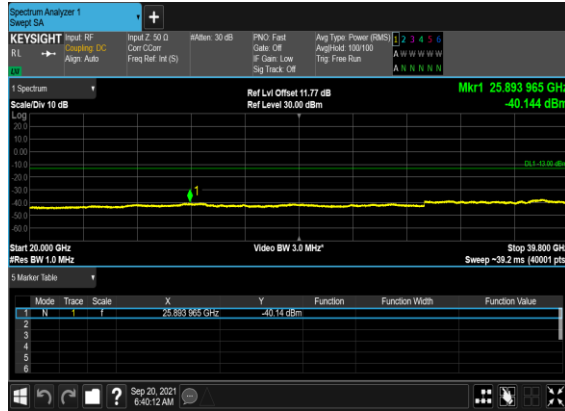 Spectrum Analyzer 1
Swept SA
+
KEYSIGHT Input: RF Input Z: 50 Ω #Atten: 30 dB PNO: Fast Avg Type: Power (RMS) 1 2 3 4 5 6
RL Coupling: DC Corr CCorr Gate: Off Avg|Hold: 100/100 A W W W W W
Align: Auto Freq Ref: Int (S) IF Gain: Low Trig: Free Run
Sig Track: Off A N N N N N
1 Spectrum Ref Lvl Offset 11.77 dB Mkr1 25.893 965 GHz
Scale/Div 10 dB Ref Level 30.00 dBm -40.144 dBm
Log
20.0
10.0
0.00
-10.0
DL1 -13.00 dBm
-20.0
-30.0
1
-40.0
-50.0
-60.0
Start 20.000 GHz Video BW 3.0 MHz* Stop 39.800 GHz
#Res BW 1.0 MHz Sweep ~39.2 ms (40001 pts)
5 Marker Table
Mode Trace Scale X Y Function Function Width Function Value
1 N 1 f 25.893 965 GHz -40.14 dBm
2
3
4
5
6
? Sep 20, 2021
6:40:12 AM